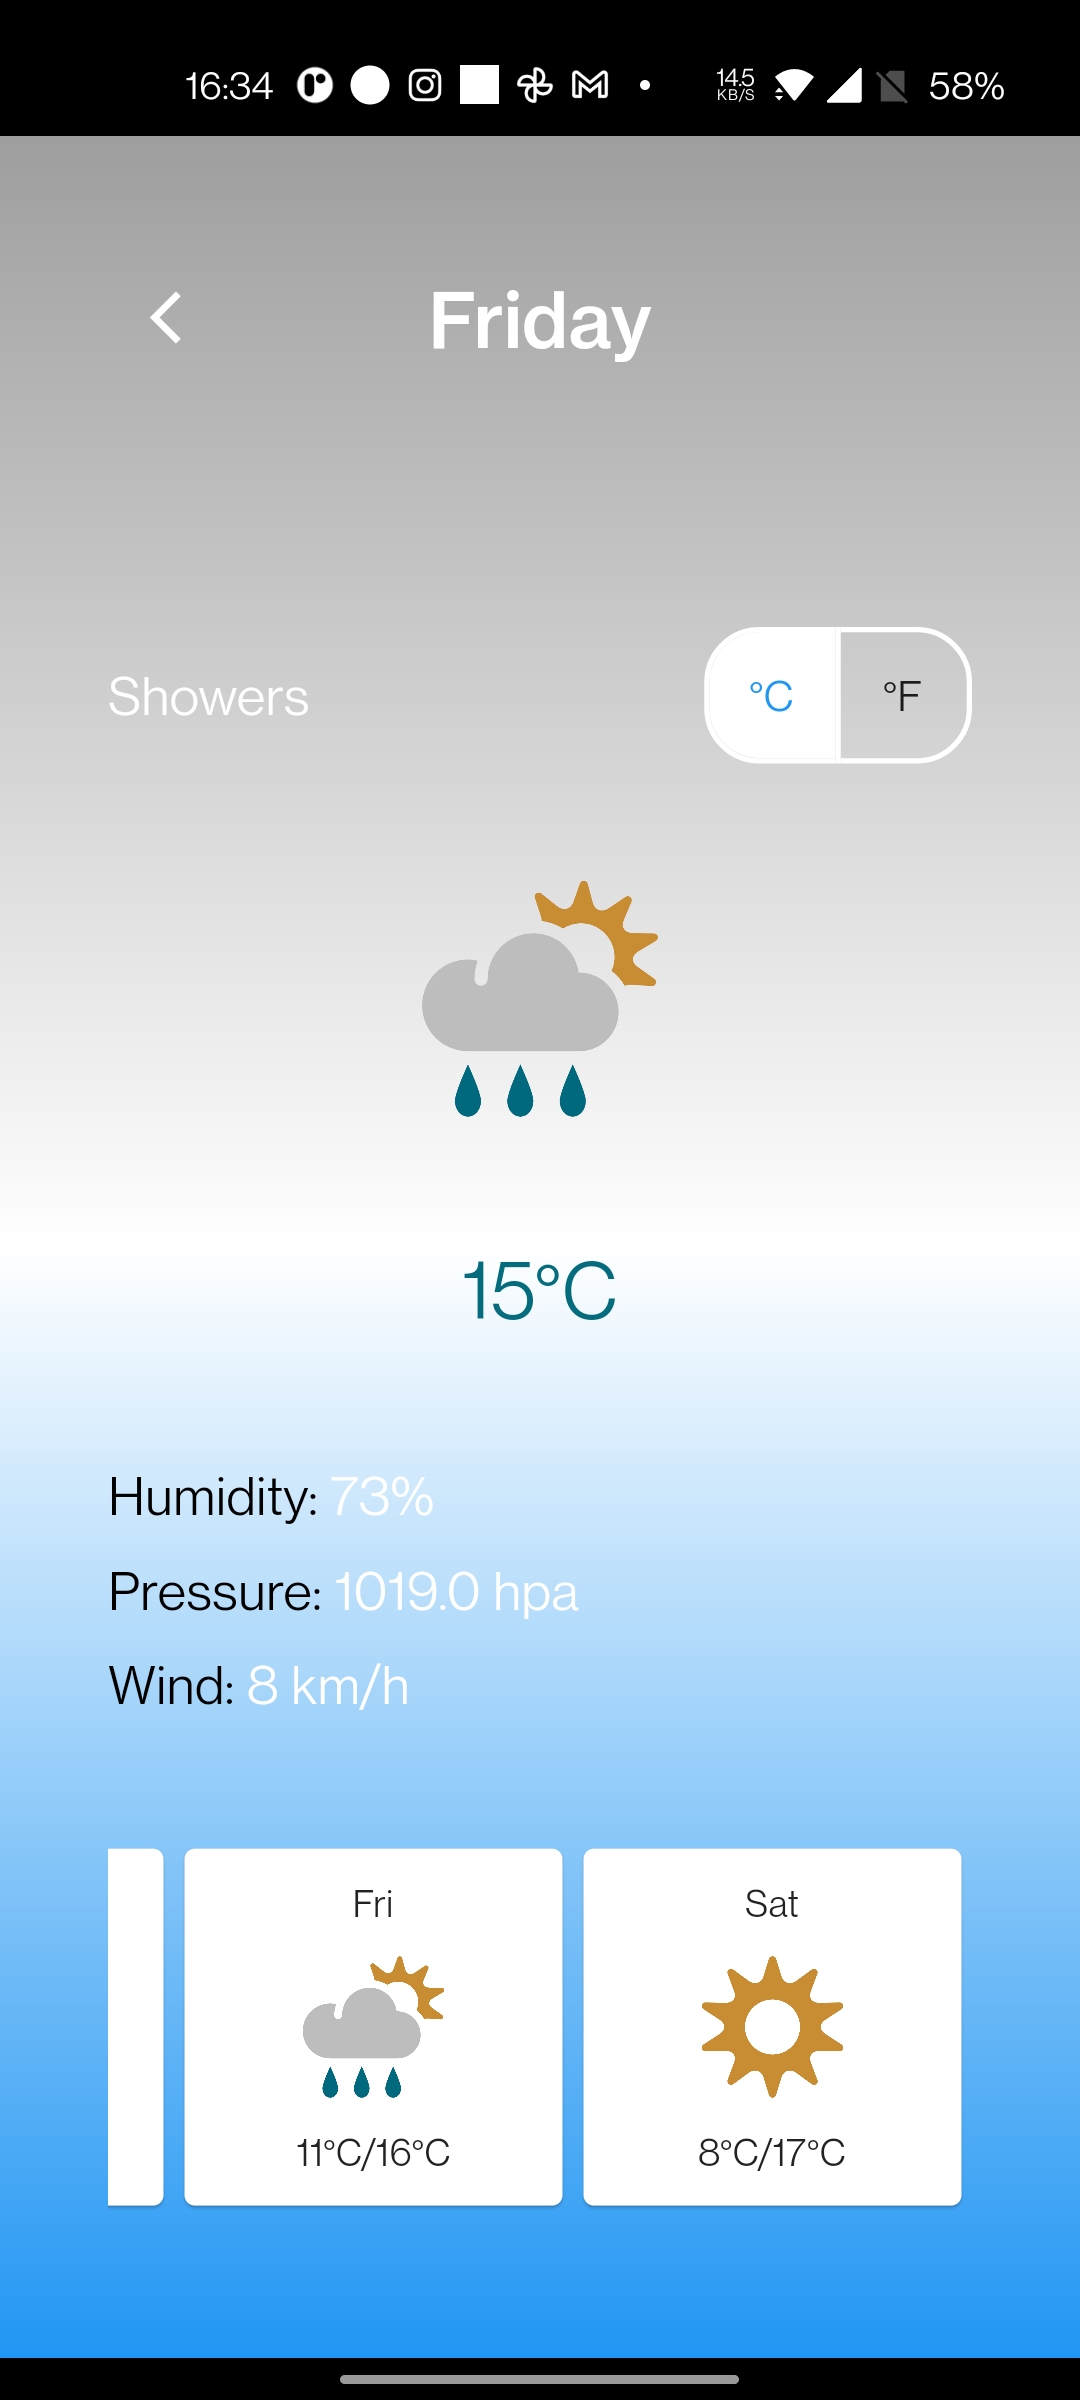 16:34 14.5 KB/S 58%
Friday
Showers °C °F
15°C
Humidity: 73%
Pressure: 1019.0 hpa
Wind: 8 km/h
Fri Sat
11°C/16°C 8°C/17°C